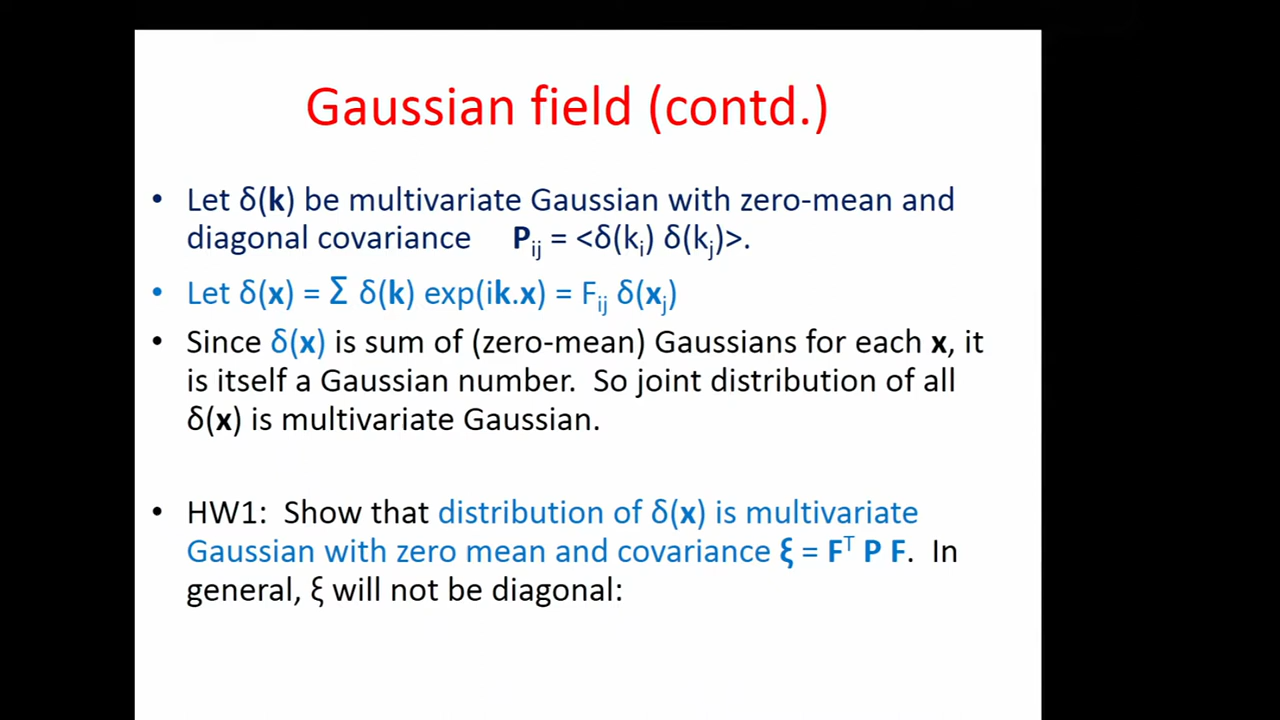 Gaussian field (contd.)
• Let δ(k) be multivariate Gaussian with zero-mean and
diagonal covariance P_ij = <δ(k_i) δ(k_j)>.
• Let δ(x) = Σ δ(k) exp(ik.x) = F_ij δ(x_j)
• Since δ(x) is sum of (zero-mean) Gaussians for each x, it
is itself a Gaussian number. So joint distribution of all
δ(x) is multivariate Gaussian.
• HW1: Show that distribution of δ(x) is multivariate
Gaussian with zero mean and covariance ξ = F^T P F. In
general, ξ will not be diagonal: